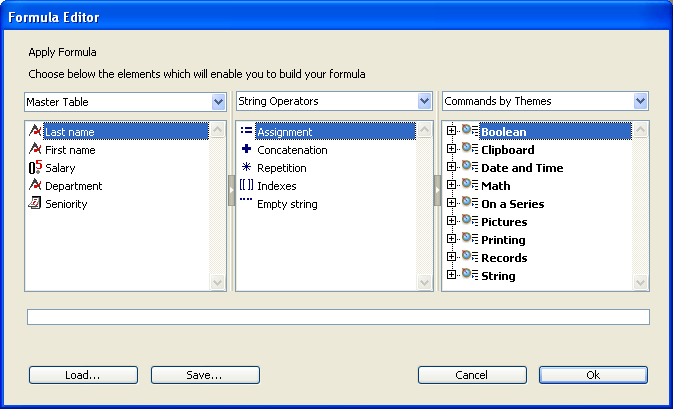 Formula Editor
Apply Formula
Choose below the elements which will enable you to build your formula
Master Table
String Operators
Commands by Themes
Last name
First name
Salary
Department
Seniority
Assignment
Concatenation
Repetition
Indexes
Empty string
Boolean
Clipboard
Date and Time
Math
On a Series
Pictures
Printing
Records
String
Load...
Save...
Cancel
Ok